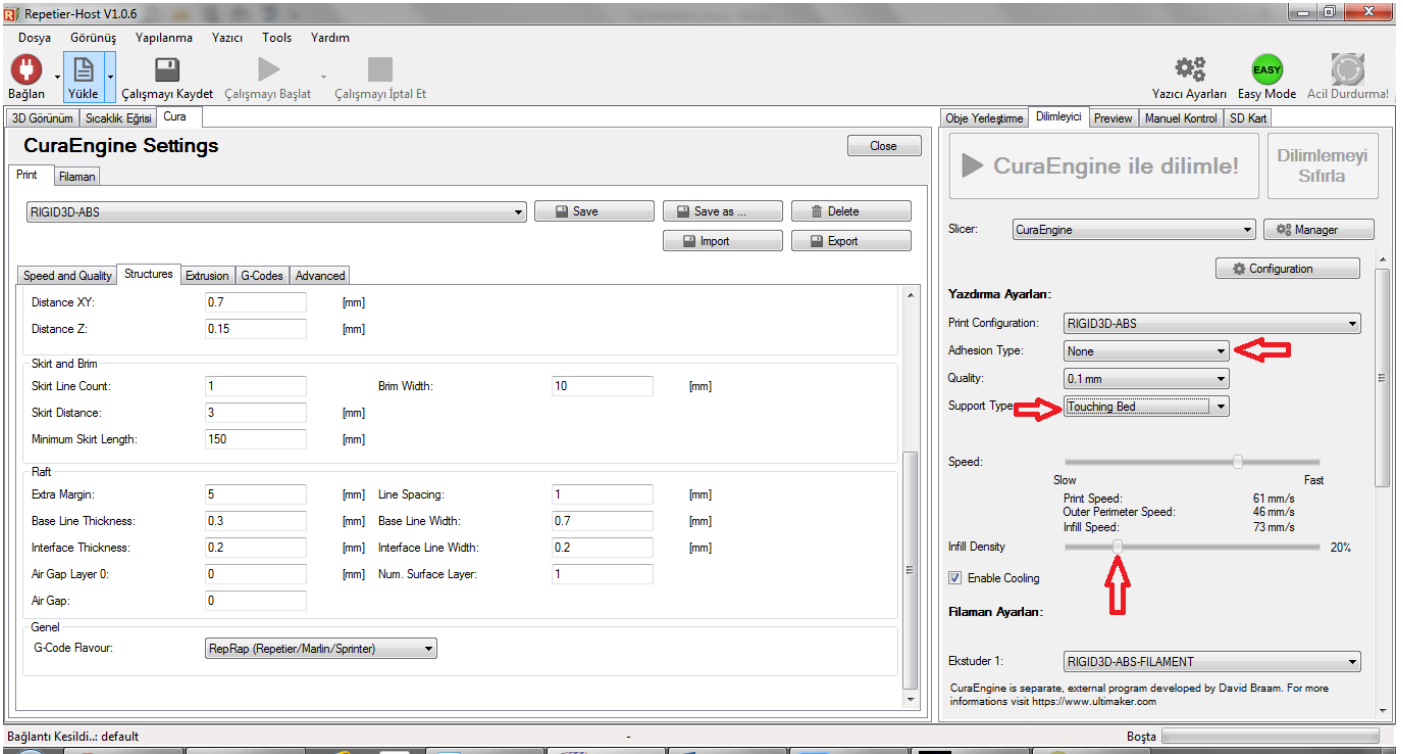 Repetier-Host V1.0.6
Dosya Görünüş Yapılanma Yazıcı Tools Yardım
Bağlan Yükle Çalışmayı Kaydet Çalışmayı Başlat Çalışmayı İptal Et Yazıcı Ayarları EASY Easy Mode Acil Durdurma!
3D Görünüm Sıcaklık Eğrisi Cura
CuraEngine Settings Close
Print Filaman
RIGID3D-ABS Save Save as ... Delete
Import Export
Speed and Quality Structures Extrusion G-Codes Advanced
Distance XY: 0.7 [mm]
Distance Z: 0.15 [mm]
Skirt and Brim
Skirt Line Count: 1 Brim Width: 10 [mm]
Skirt Distance: 3 [mm]
Minimum Skirt Length: 150 [mm]
Raft
Extra Margin: 5 [mm] Line Spacing: 1 [mm]
Base Line Thickness: 0.3 [mm] Base Line Width: 0.7 [mm]
Interface Thickness: 0.2 [mm] Interface Line Width: 0.2 [mm]
Air Gap Layer 0: 0 [mm] Num. Surface Layer: 1
Air Gap: 0
Genel
G-Code Flavour: RepRap (Repetier/Marlin/Sprinter)
Obje Yerleştirme Dilimleyici Preview Manuel Kontrol SD Kart
CuraEngine ile dilimle! Dilimlemeyi
Sıfırla
Slicer: CuraEngine Manager
Configuration
Yazdırma Ayarları:
Print Configuration: RIGID3D-ABS
Adhesion Type: None
Quality: 0.1 mm
Support Type Touching Bed
Speed:
Slow Fast
Print Speed: 61 mm/s
Outer Perimeter Speed: 46 mm/s
Infill Speed: 73 mm/s
Infill Density 20%
Enable Cooling
Filaman Ayarları:
Ekstuder 1: RIGID3D-ABS-FILAMENT
CuraEngine is separate, external program developed by David Braam. For more
informations visit https://www.ultimaker.com
Bağlantı Kesildi..: default - Boşta